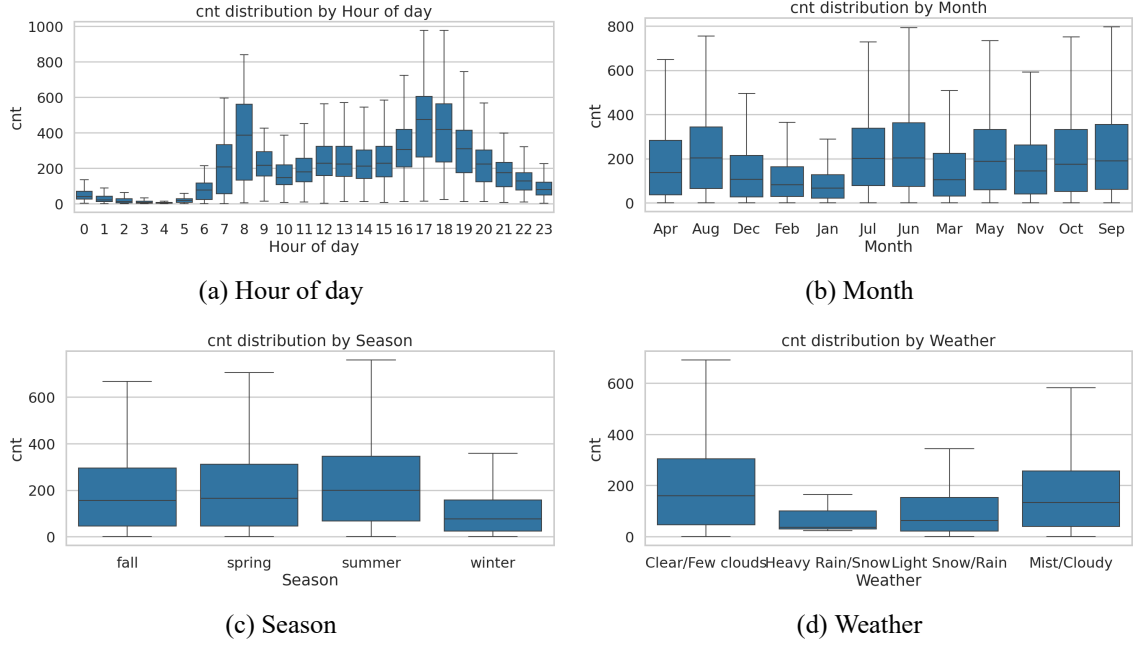 cnt distribution by Hour of day
1000
800
600
400
200
0
cnt
0 1 2 3 4 5 6 7 8 9 10 11 12 13 14 15 16 17 18 19 20 21 22 23
Hour of day
(a) Hour of day
cnt distribution by Month
800
600
400
200
0
cnt
Apr Aug Dec Feb Jan Jul Jun Mar May Nov Oct Sep
Month
(b) Month
cnt distribution by Season
600
400
200
0
cnt
fall spring summer winter
Season
(c) Season
cnt distribution by Weather
600
400
200
0
cnt
Clear/Few clouds Heavy Rain/Snow Light Snow/Rain Mist/Cloudy
Weather
(d) Weather